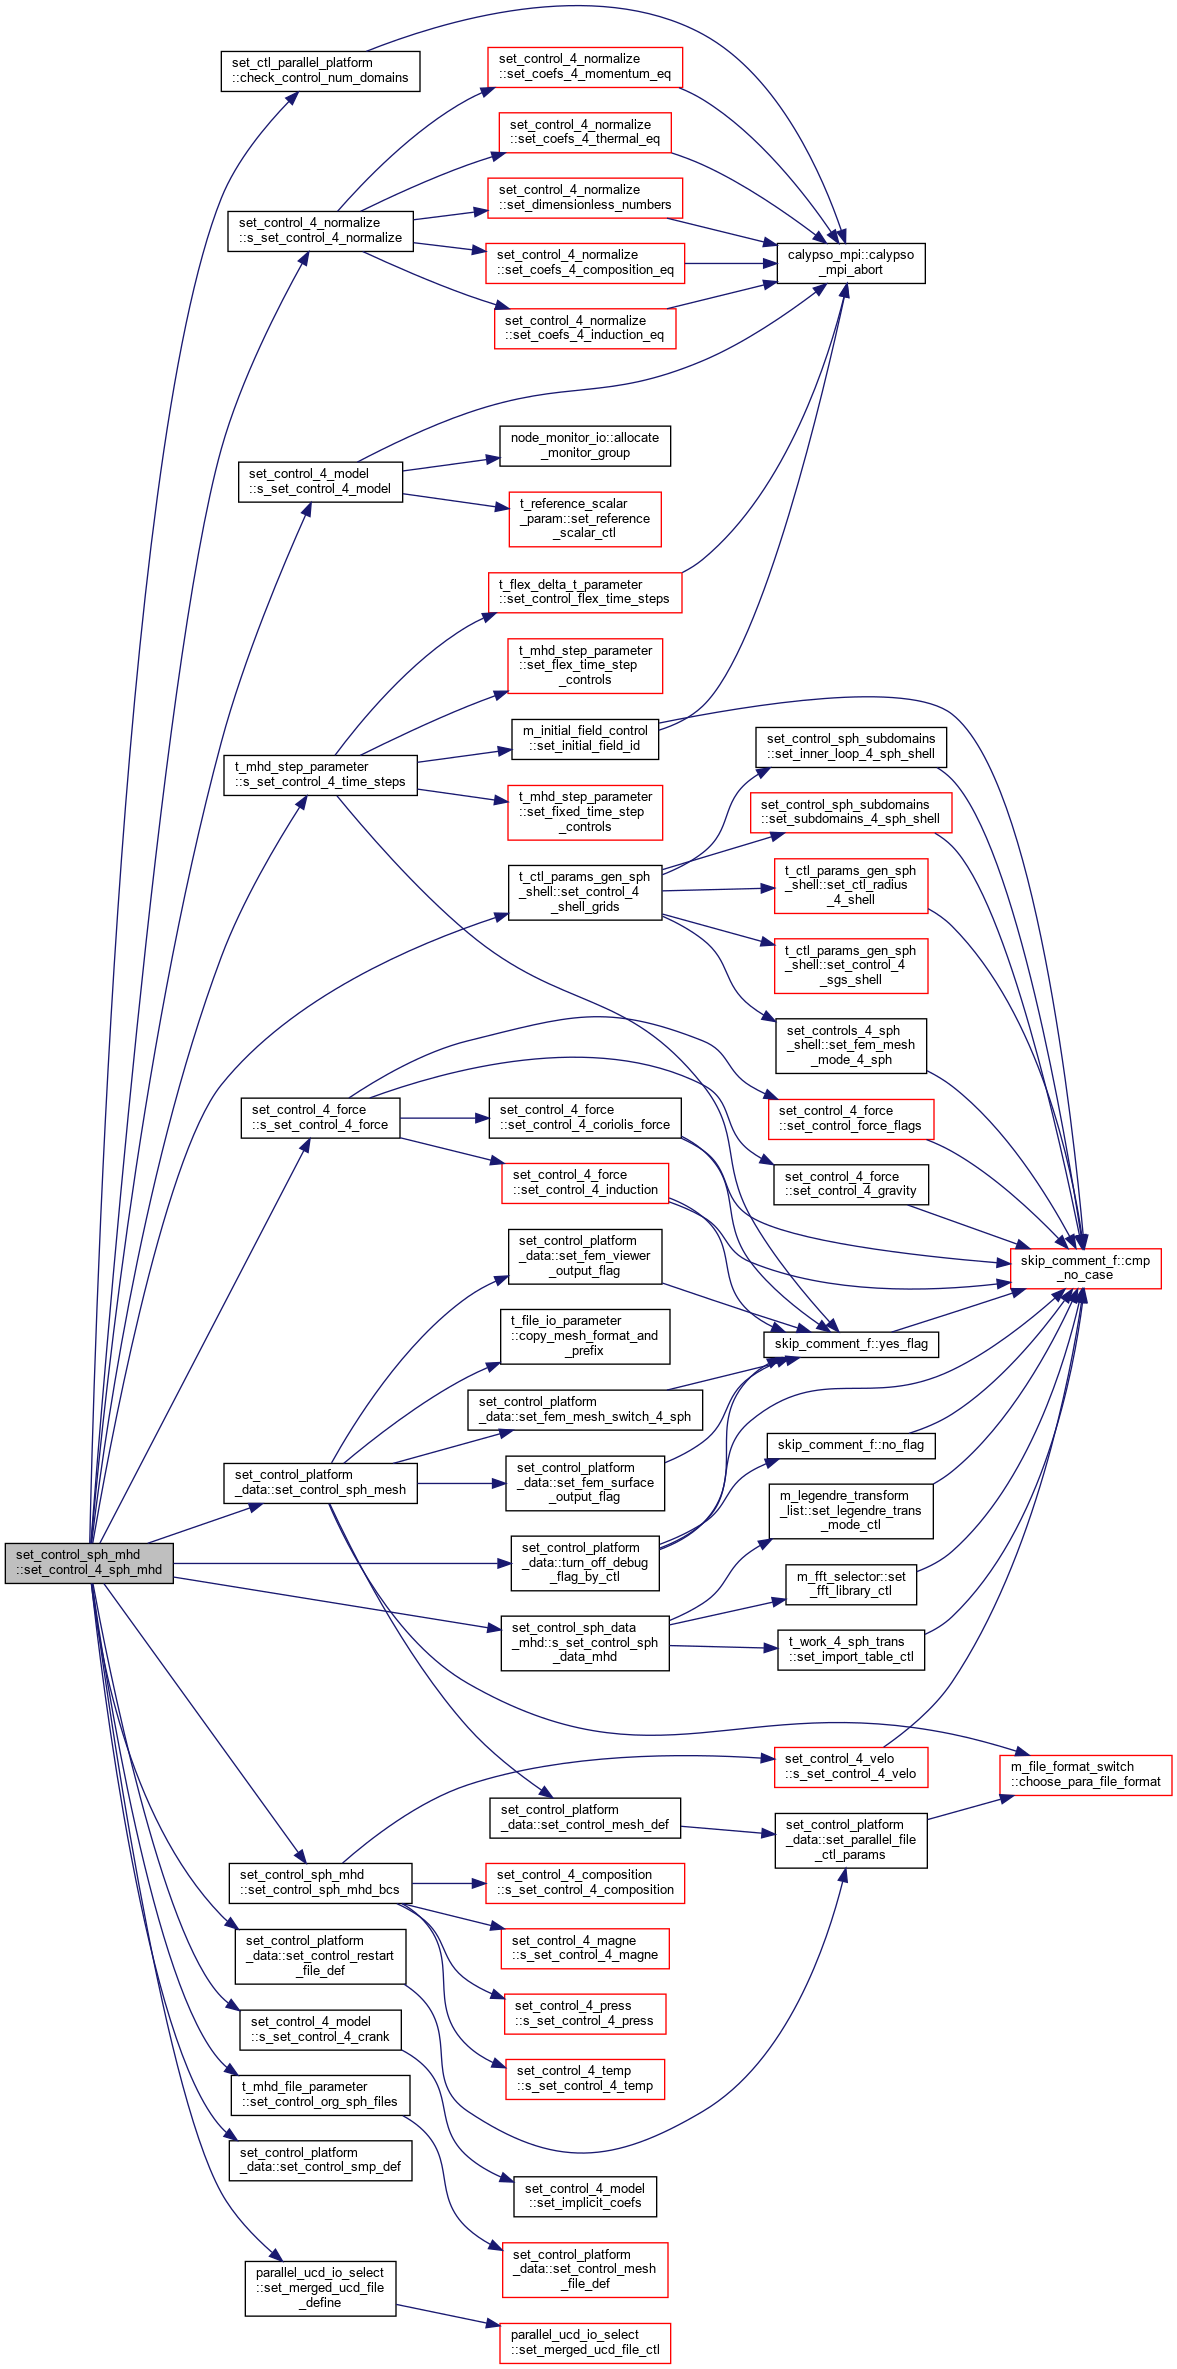 set_ctl_parallel_platform
::check_control_num_domains
set_control_4_normalize
::set_coefs_4_momentum_eq
set_control_4_normalize
::set_coefs_4_thermal_eq
set_control_4_normalize
::set_dimensionless_numbers
set_control_4_normalize
::s_set_control_4_normalize
set_control_4_normalize
::set_coefs_4_composition_eq
calypso_mpi::calypso
_mpi_abort
set_control_4_normalize
::set_coefs_4_induction_eq
node_monitor_io::allocate
_monitor_group
set_control_4_model
::s_set_control_4_model
t_reference_scalar
_param::set_reference
_scalar_ctl
t_flex_delta_t_parameter
::set_control_flex_time_steps
t_mhd_step_parameter
::set_flex_time_step
_controls
m_initial_field_control
::set_initial_field_id
set_control_sph_subdomains
::set_inner_loop_4_sph_shell
t_mhd_step_parameter
::s_set_control_4_time_steps
t_mhd_step_parameter
::set_fixed_time_step
_controls
set_control_sph_subdomains
::set_subdomains_4_sph_shell
t_ctl_params_gen_sph
_shell::set_control_4
_shell_grids
t_ctl_params_gen_sph
_shell::set_ctl_radius
_4_shell
t_ctl_params_gen_sph
_shell::set_control_4
_sgs_shell
set_controls_4_sph
_shell::set_fem_mesh
_mode_4_sph
set_control_4_force
::s_set_control_4_force
set_control_4_force
::set_control_4_coriolis_force
set_control_4_force
::set_control_force_flags
set_control_4_force
::set_control_4_induction
set_control_4_force
::set_control_4_gravity
set_control_platform
_data::set_fem_viewer
_output_flag
skip_comment_f::cmp
_no_case
t_file_io_parameter
::copy_mesh_format_and
_prefix
skip_comment_f::yes_flag
set_control_platform
_data::set_fem_mesh_switch_4_sph
set_control_platform
_data::set_control_sph_mesh
set_control_platform
_data::set_fem_surface
_output_flag
skip_comment_f::no_flag
m_legendre_transform
_list::set_legendre_trans
_mode_ctl
set_control_sph_mhd
::set_control_4_sph_mhd
set_control_platform
_data::turn_off_debug
_flag_by_ctl
m_fft_selector::set
_fft_library_ctl
set_control_sph_data
_mhd::s_set_control_sph
_data_mhd
t_work_4_sph_trans
::set_import_table_ctl
set_control_4_velo
::s_set_control_4_velo
m_file_format_switch
::choose_para_file_format
set_control_platform
_data::set_control_mesh_def
set_control_platform
_data::set_parallel_file
_ctl_params
set_control_sph_mhd
::set_control_sph_mhd_bcs
set_control_4_composition
::s_set_control_4_composition
set_control_4_magne
::s_set_control_4_magne
set_control_platform
_data::set_control_restart
_file_def
set_control_4_press
::s_set_control_4_press
set_control_4_model
::s_set_control_4_crank
set_control_4_temp
::s_set_control_4_temp
t_mhd_file_parameter
::set_control_org_sph_files
set_control_platform
_data::set_control_smp_def
set_control_4_model
::set_implicit_coefs
set_control_platform
_data::set_control_mesh
_file_def
parallel_ucd_io_select
::set_merged_ucd_file
_define
parallel_ucd_io_select
::set_merged_ucd_file_ctl